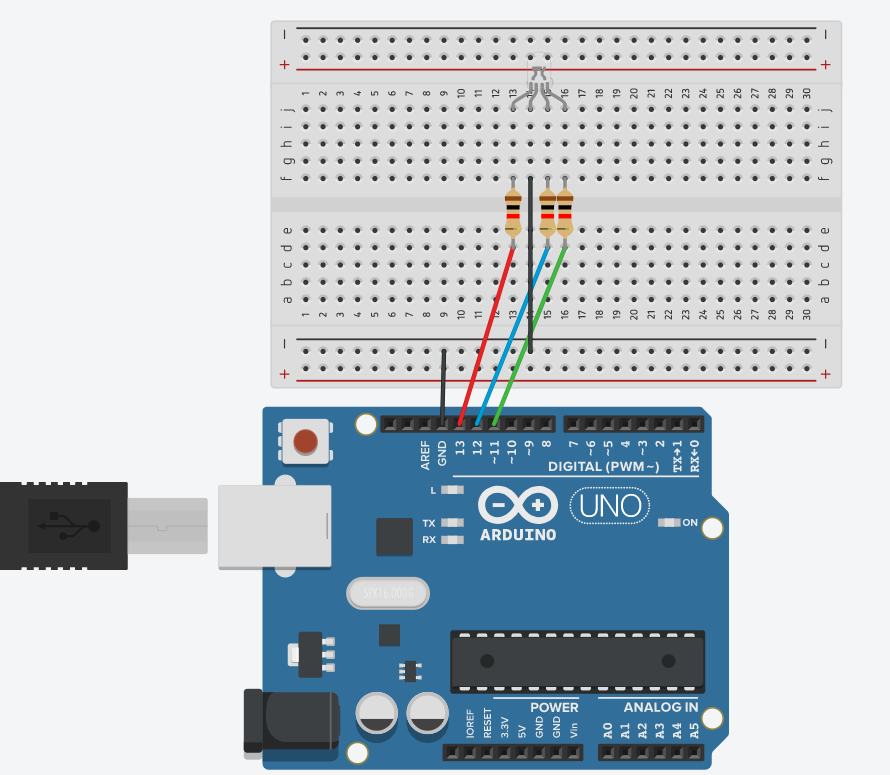 − −
+ +
1 2 3 4 5 6 7 8 9 10 11 12 13 14 15 16 17 18 19 20 21 22 23 24 25 26 27 28 29 30
j j
i i
h h
g g
f f
e e
d d
c c
b b
a a
1 2 3 4 5 6 7 8 9 10 11 12 13 14 15 16 17 18 19 20 21 22 23 24 25 26 27 28 29 30
− −
+ +
AREF GND 13 12 ~11 ~10 ~9 8 7 ~6 ~5 4 ~3 2 TX→1 RX←0
DIGITAL (PWM~)
L
TX
RX
UNO
ON
ARDUINO
SPK16.000G
POWER ANALOG IN
IOREF RESET 3.3V 5V GND GND Vin A0 A1 A2 A3 A4 A5